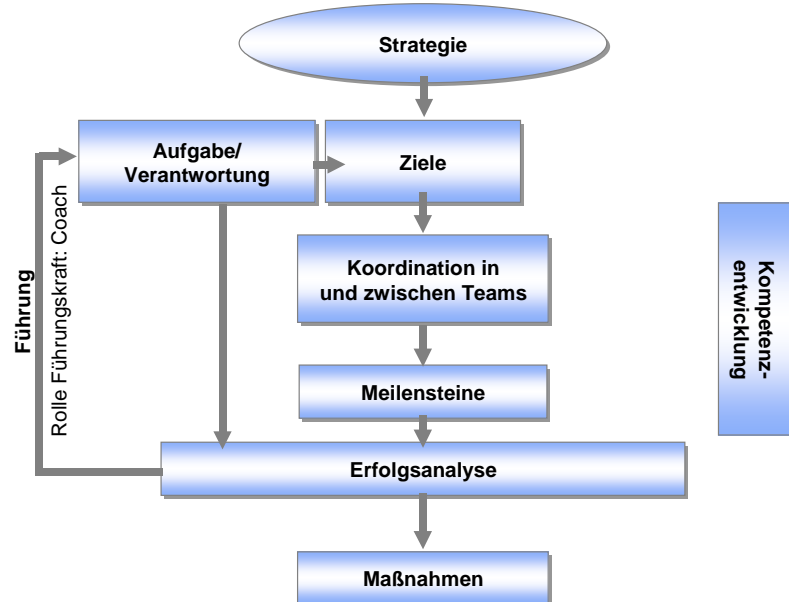 Strategie
Aufgabe/
Verantwortung
Ziele
Koordination in
und zwischen Teams
Meilensteine
Erfolgsanalyse
Maßnahmen
Führung
Rolle Führungskraft: Coach
Kompetenz-
entwicklung